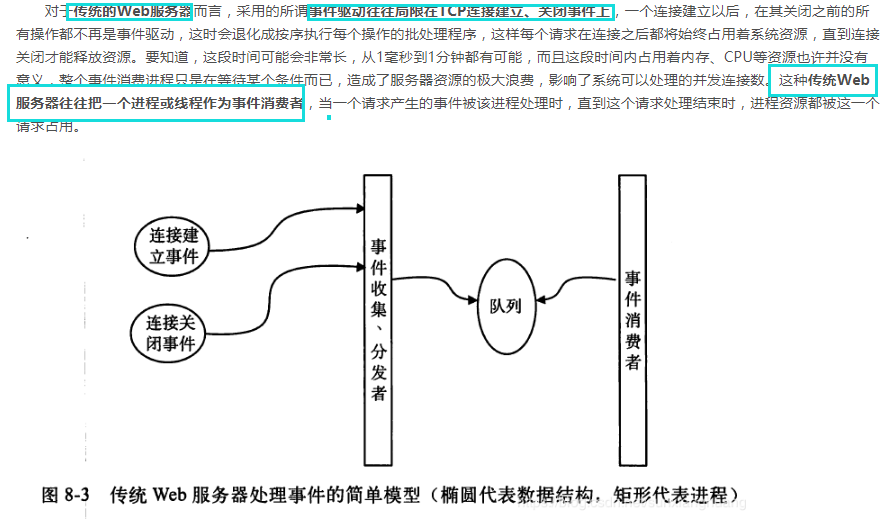 对于传统的Web服务器而言，采用的所谓事件驱动往往局限在TCP连接建立、关闭事件上，一个连接建立以后，在其关闭之前的所
有操作都不再是事件驱动，这时会退化成按序执行每个操作的批处理程序，这样每个请求在连接之后都将始终占用着系统资源，直到连接
关闭才能释放资源。要知道，这段时间可能会非常长，从1毫秒到1分钟都有可能，而且这段时间内占用着内存、CPU等资源也许并没有
意义，整个事件消费进程只是在等待某个条件而已，造成了服务器资源的极大浪费，影响了系统可以处理的并发连接数。这种传统Web
服务器往往把一个进程或线程作为事件消费者，当一个请求产生的事件被该进程处理时，直到这个请求处理结束时，进程资源都被这一个
请求占用。
连接建
立事件
连接关
闭事件
事件收集、分发者
队列
事件消费者
图 8-3 传统 Web 服务器处理事件的简单模型（椭圆代表数据结构，矩形代表进程）